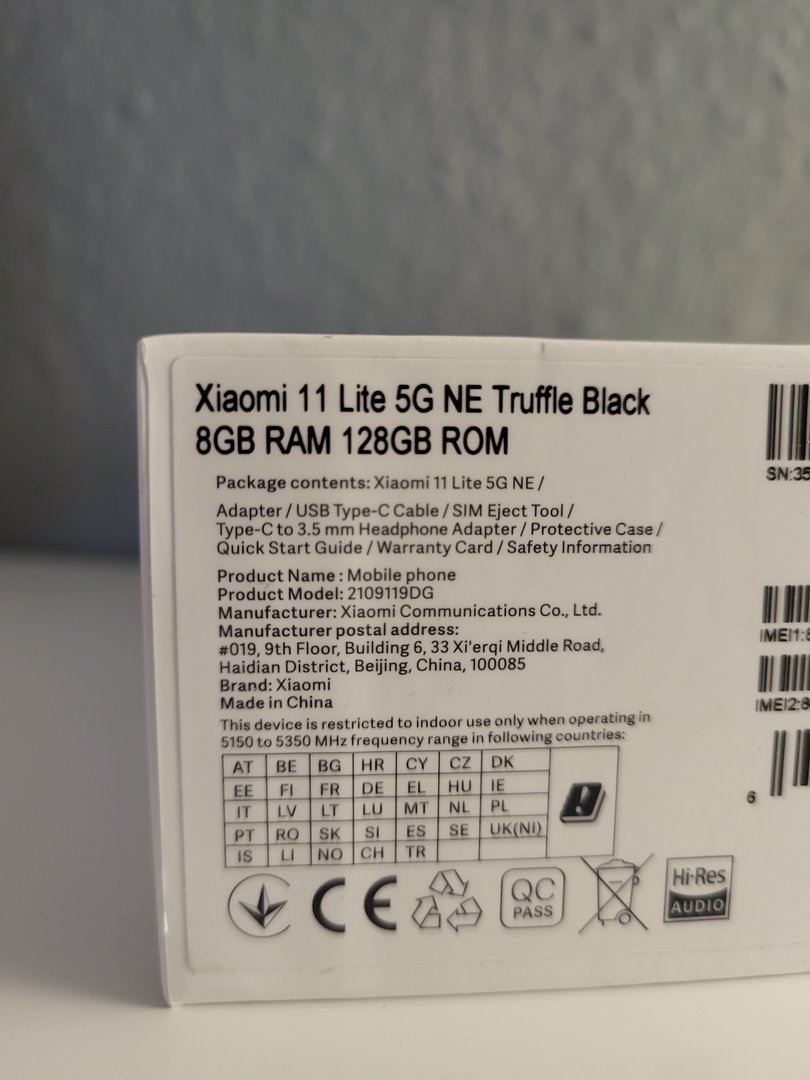 Xiaomi 11 Lite 5G NE Truffle Black
8GB RAM 128GB ROM
Package contents: Xiaomi 11 Lite 5G NE /
Adapter / USB Type-C Cable / SIM Eject Tool /
Type-C to 3.5 mm Headphone Adapter / Protective Case /
Quick Start Guide / Warranty Card / Safety Information
Product Name : Mobile phone
Product Model: 2109119DG
Manufacturer: Xiaomi Communications Co., Ltd.
Manufacturer postal address:
#019, 9th Floor, Building 6, 33 Xi'erqi Middle Road,
Haidian District, Beijing, China, 100085
Brand: Xiaomi
Made in China
This device is restricted to indoor use only when operating in
5150 to 5350 MHz frequency range in following countries:
AT BE BG HR CY CZ DK
EE FI FR DE EL HU IE
IT LV LT LU MT NL PL
PT RO SK SI ES SE UK(NI)
IS LI NO CH TR
CE
QC
PASS
Hi-Res
AUDIO
SN:35
IMEI1:8
IMEI2:8
6